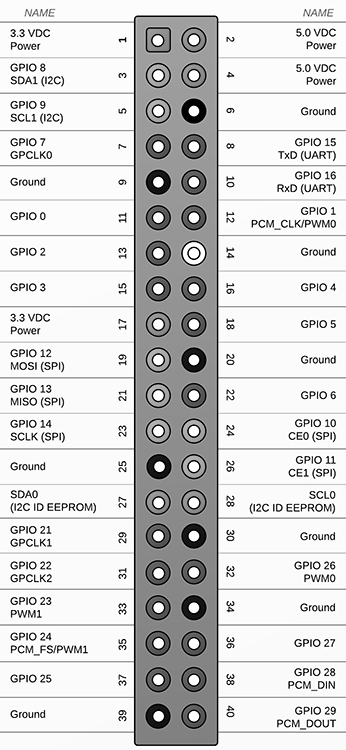 NAME NAME
3.3 VDC 1 2 5.0 VDC
Power Power
GPIO 8 3 4 5.0 VDC
SDA1 (I2C) Power
GPIO 9 5 6 Ground
SCL1 (I2C)
GPIO 7 7 8 GPIO 15
GPCLK0 TxD (UART)
Ground 9 10 GPIO 16
RxD (UART)
GPIO 0 11 12 GPIO 1
PCM_CLK/PWM0
GPIO 2 13 14 Ground
GPIO 3 15 16 GPIO 4
3.3 VDC 17 18 GPIO 5
Power
GPIO 12 19 20 Ground
MOSI (SPI)
GPIO 13 21 22 GPIO 6
MISO (SPI)
GPIO 14 23 24 GPIO 10
SCLK (SPI) CE0 (SPI)
Ground 25 26 GPIO 11
CE1 (SPI)
SDA0 27 28 SCL0
(I2C ID EEPROM) (I2C ID EEPROM)
GPIO 21 29 30 Ground
GPCLK1
GPIO 22 31 32 GPIO 26
GPCLK2 PWM0
GPIO 23 33 34 Ground
PWM1
GPIO 24 35 36 GPIO 27
PCM_FS/PWM1
GPIO 25 37 38 GPIO 28
PCM_DIN
Ground 39 40 GPIO 29
PCM_DOUT